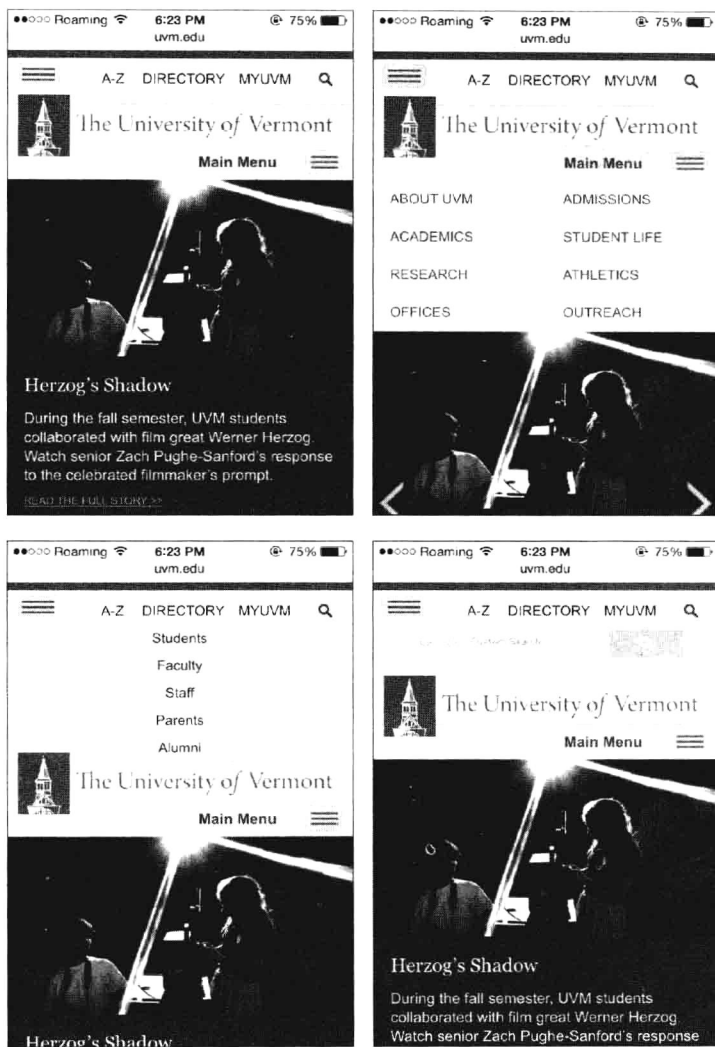 ●●○○○ Roaming 6:23 PM 75%
uvm.edu
A-Z DIRECTORY MYUVM
The University of Vermont
Main Menu
Herzog's Shadow
During the fall semester, UVM students
collaborated with film great Werner Herzog.
Watch senior Zach Pughe-Sanford's response
to the celebrated filmmaker's prompt.
READ THE FULL STORY >>
●●○○○ Roaming 6:23 PM 75%
uvm.edu
A-Z DIRECTORY MYUVM
The University of Vermont
Main Menu
ABOUT UVM ADMISSIONS
ACADEMICS STUDENT LIFE
RESEARCH ATHLETICS
OFFICES OUTREACH
●●○○○ Roaming 6:23 PM 75%
uvm.edu
A-Z DIRECTORY MYUVM
Students
Faculty
Staff
Parents
Alumni
The University of Vermont
Main Menu
Herzog's Shadow
●●○○○ Roaming 6:23 PM 75%
uvm.edu
A-Z DIRECTORY MYUVM
Search
The University of Vermont
Main Menu
Herzog's Shadow
During the fall semester, UVM students
collaborated with film great Werner Herzog.
Watch senior Zach Pughe-Sanford's response